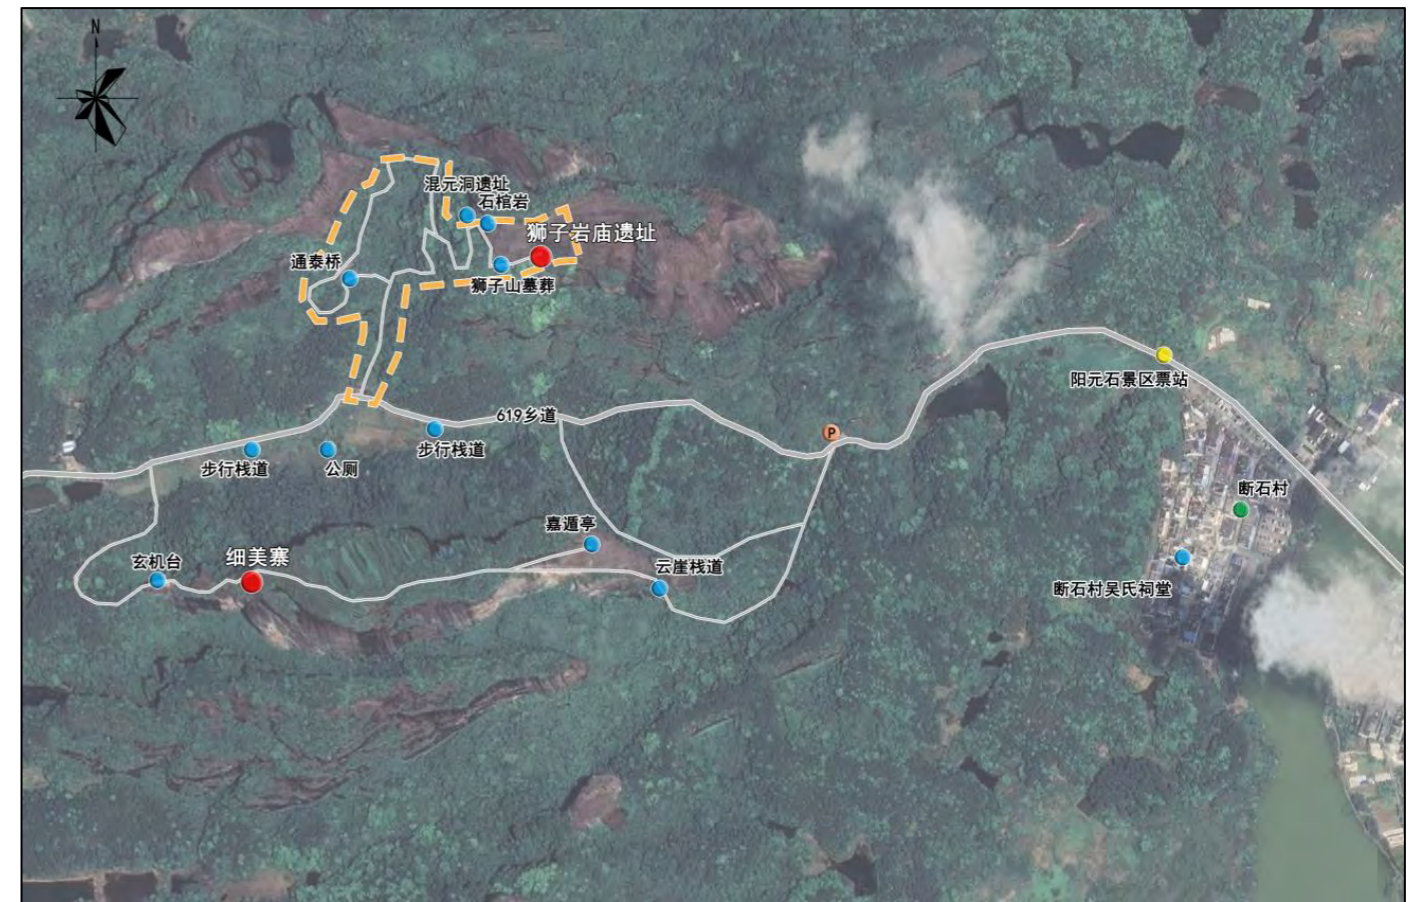 N
混元洞遗址
石棺岩
狮子岩庙遗址
通泰桥
狮子山墓葬
阳元石景区票站
619乡道
P
步行栈道
步行栈道
公厕
断石村
嘉遁亭
细美寨
玄机台
云崖栈道
断石村吴氏祠堂